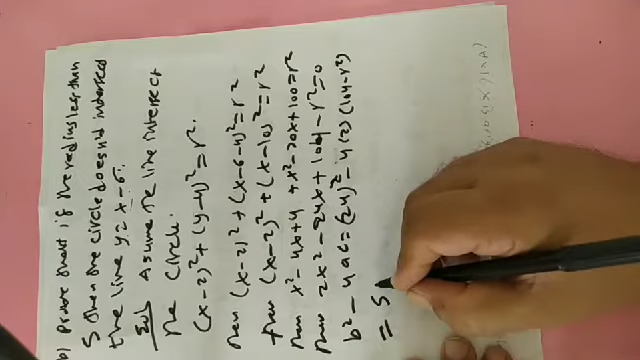 b) Prove that if the radius less than
5 then the circle does not intersect
the line y = x - 6.
Sol Assume the line intersect
the circle.
(x-2)² + (y-4)² = r².
then (x-2)² + (x-6-4)² = r²
then (x-2)² + (x-10)² = r²
then x² - 4x + 4 + x² - 20x + 100 = r²
then 2x² - 24x + 104 - r² = 0
b² - 4ac = (24)² - 4(2)(104-r²)
= 5